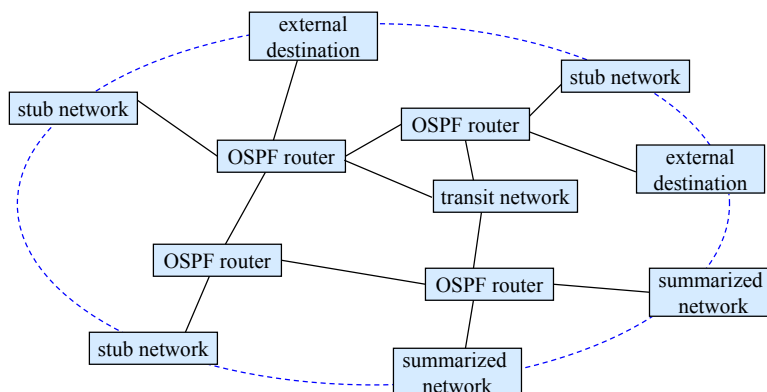 external
destination
stub network
stub network
OSPF router
OSPF router
external
destination
transit network
OSPF router
OSPF router
summarized
network
stub network
summarized
network